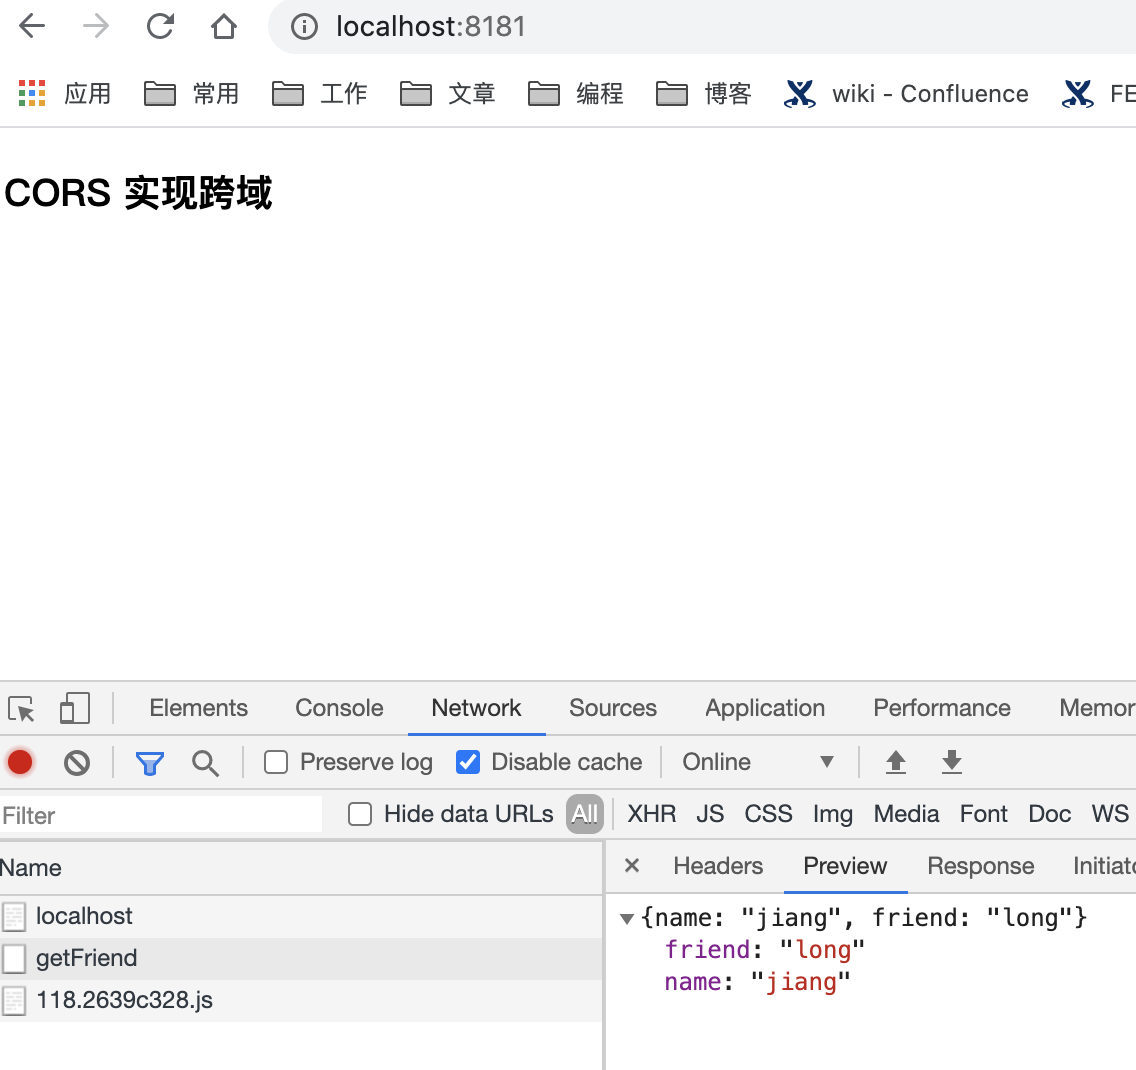 localhost:8181
应用 常用 工作 文章 编程 博客 wiki - Confluence FE
CORS 实现跨域
Elements Console Network Sources Application Performance Memor
Preserve log Disable cache Online
Filter Hide data URLs All XHR JS CSS Img Media Font Doc WS
Name
× Headers Preview Response Initiato
localhost
getFriend
118.2639c328.js
{name: "jiang", friend: "long"}
friend: "long"
name: "jiang"